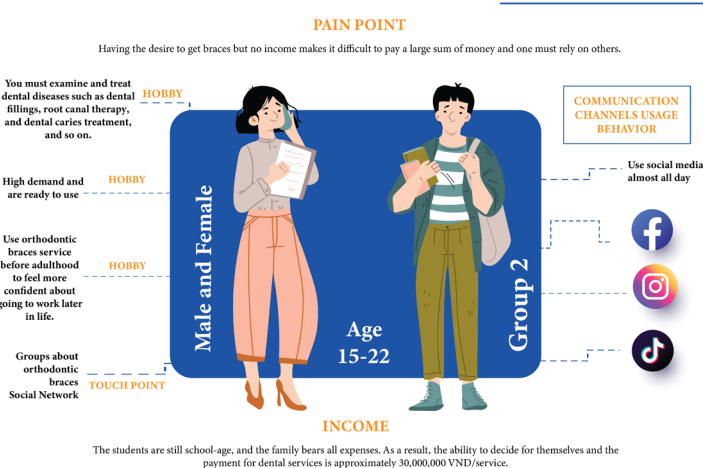 PAIN POINT
Having the desire to get braces but no income makes it difficult to pay a large sum of money and one must rely on others.
You must examine and treat
dental diseases such as dental
fillings, root canal therapy,
and dental caries treatment,
and so on.
HOBBY
High demand and
are ready to use
HOBBY
Use orthodontic
braces service
before adulthood
to feel more
confident about
going to work later
in life.
HOBBY
Groups about
orthodontic
braces
Social Network
TOUCH POINT
Male and Female
Age
15-22
Group 2
COMMUNICATION
CHANNELS USAGE
BEHAVIOR
Use social media
almost all day
INCOME
The students are still school-age, and the family bears all expenses. As a result, the ability to decide for themselves and the
payment for dental services is approximately 30,000,000 VND/service.